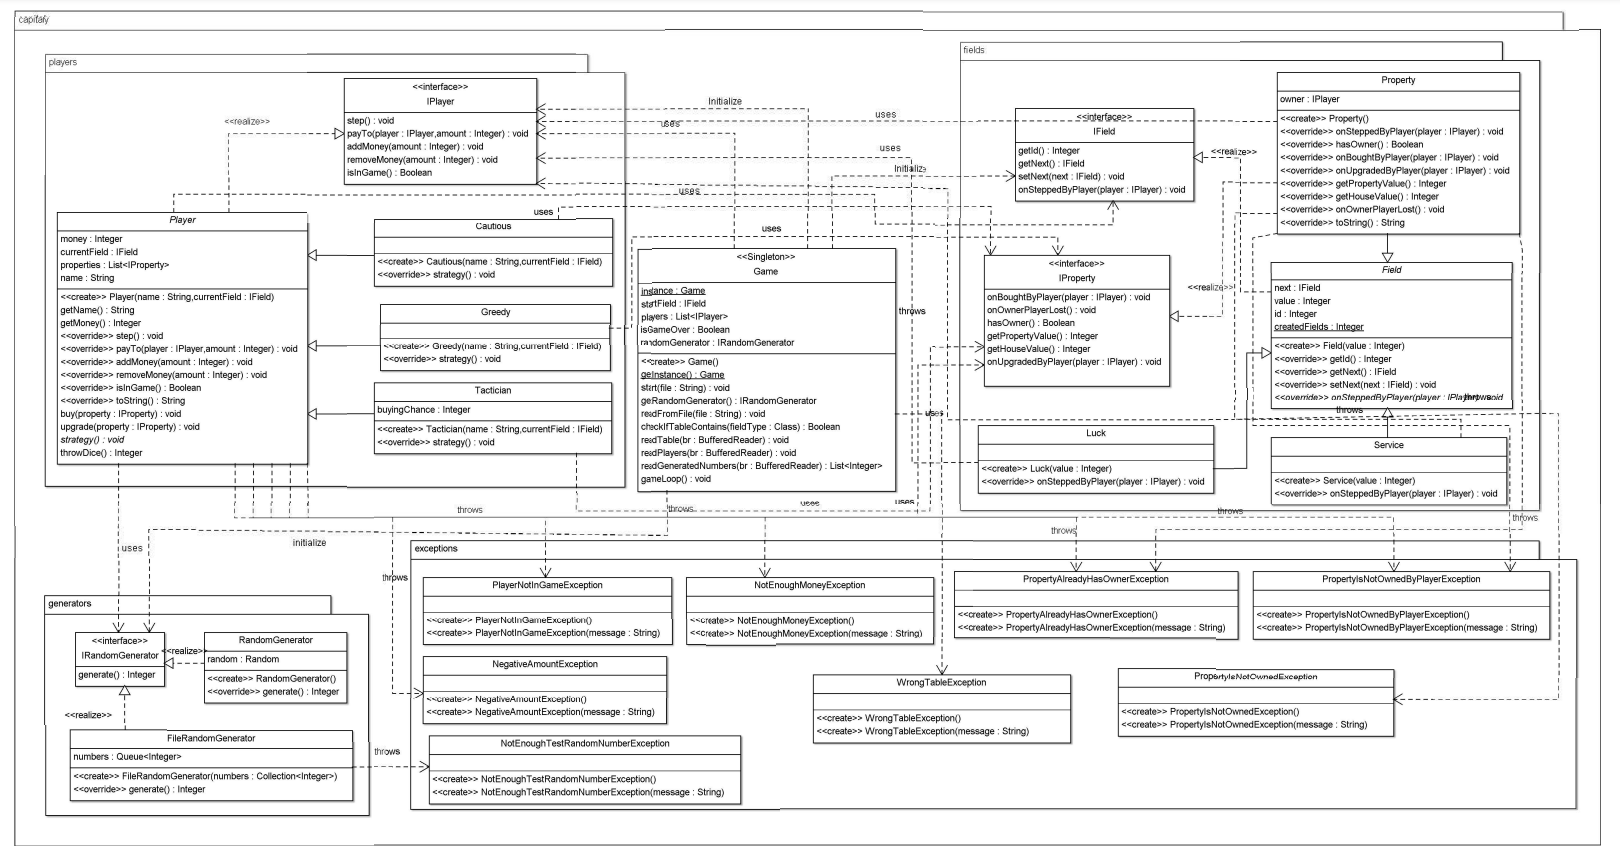 capitaly
players
<<interface>>
IPlayer
step() : void
payTo(player : IPlayer,amount : Integer) : void
addMoney(amount : Integer) : void
removeMoney(amount : Integer) : void
isInGame() : Boolean
<<realize>>
Player
money : Integer
currentField : IField
properties : List<IProperty>
name : String
<<create>> Player(name : String,currentField : IField)
getName() : String
getMoney() : Integer
<<override>> step() : void
<<override>> payTo(player : IPlayer,amount : Integer) : void
<<override>> addMoney(amount : Integer) : void
<<override>> removeMoney(amount : Integer) : void
<<override>> isInGame() : Boolean
<<override>> toString() : String
buy(property : IProperty) : void
upgrade(property : IProperty) : void
strategy() : void
throwDice() : Integer
Cautious
<<create>> Cautious(name : String,currentField : IField)
<<override>> strategy() : void
Greedy
<<create>> Greedy(name : String,currentField : IField)
<<override>> strategy() : void
Tactician
buyingChance : Integer
<<create>> Tactician(name : String,currentField : IField)
<<override>> strategy() : void
Initialize
uses
uses
uses
Initialize
uses
uses
uses
<<Singleton>>
Game
instance : Game
startField : IField
players : List<IPlayer>
isGameOver : Boolean
randomGenerator : IRandomGenerator
<<create>> Game()
getInstance() : Game
start(file : String) : void
getRandomGenerator() : IRandomGenerator
readFromFile(file : String) : void
checkIfTableContains(fieldType : Class) : Boolean
readTable(br : BufferedReader) : void
readPlayers(br : BufferedReader) : void
readGeneratedNumbers(br : BufferedReader) : List<Integer>
gameLoop() : void
throws
uses
uses
uses
fields
<<interface>>
IField
getId() : Integer
getNext() : IField
setNext(next : IField) : void
onSteppedByPlayer(player : IPlayer) : void
<<realize>>
Property
owner : IPlayer
<<create>> Property()
<<override>> onSteppedByPlayer(player : IPlayer) : void
<<override>> hasOwner() : Boolean
<<override>> onBoughtByPlayer(player : IPlayer) : void
<<override>> onUpgradedByPlayer(player : IPlayer) : void
<<override>> getPropertyValue() : Integer
<<override>> getHouseValue() : Integer
<<override>> onOwnerPlayerLost() : void
<<override>> toString() : String
<<interface>>
IProperty
onBoughtByPlayer(player : IPlayer) : void
onOwnerPlayerLost() : void
hasOwner() : Boolean
getPropertyValue() : Integer
getHouseValue() : Integer
onUpgradedByPlayer(player : IPlayer) : void
<<realize>>
Field
next : IField
value : Integer
id : Integer
createdFields : Integer
<<create>> Field(value : Integer)
<<override>> getId() : Integer
<<override>> getNext() : IField
<<override>> setNext(next : IField) : void
<<override>> onSteppedByPlayer(player : IPlayer) : void
throws
throws
Luck
<<create>> Luck(value : Integer)
<<override>> onSteppedByPlayer(player : IPlayer) : void
Service
<<create>> Service(value : Integer)
<<override>> onSteppedByPlayer(player : IPlayer) : void
throws
throws
throws
throws
throws
uses
initialize
throws
exceptions
PlayerNotInGameException
<<create>> PlayerNotInGameException()
<<create>> PlayerNotInGameException(message : String)
NotEnoughMoneyException
<<create>> NotEnoughMoneyException()
<<create>> NotEnoughMoneyException(message : String)
PropertyAlreadyHasOwnerException
<<create>> PropertyAlreadyHasOwnerException()
<<create>> PropertyAlreadyHasOwnerException(message : String)
PropertyIsNotOwnedByPlayerException
<<create>> PropertyIsNotOwnedByPlayerException()
<<create>> PropertyIsNotOwnedByPlayerException(message : String)
NegativeAmountException
<<create>> NegativeAmountException()
<<create>> NegativeAmountException(message : String)
WrongTableException
<<create>> WrongTableException()
<<create>> WrongTableException(message : String)
PropertyIsNotOwnedException
<<create>> PropertyIsNotOwnedException()
<<create>> PropertyIsNotOwnedException(message : String)
NotEnoughTestRandomNumberException
<<create>> NotEnoughTestRandomNumberException()
<<create>> NotEnoughTestRandomNumberException(message : String)
generators
<<interface>>
IRandomGenerator
generate() : Integer
<<realize>>
RandomGenerator
random : Random
<<create>> RandomGenerator()
<<override>> generate() : Integer
<<realize>>
FileRandomGenerator
numbers : Queue<Integer>
<<create>> FileRandomGenerator(numbers : Collection<Integer>)
<<override>> generate() : Integer
throws